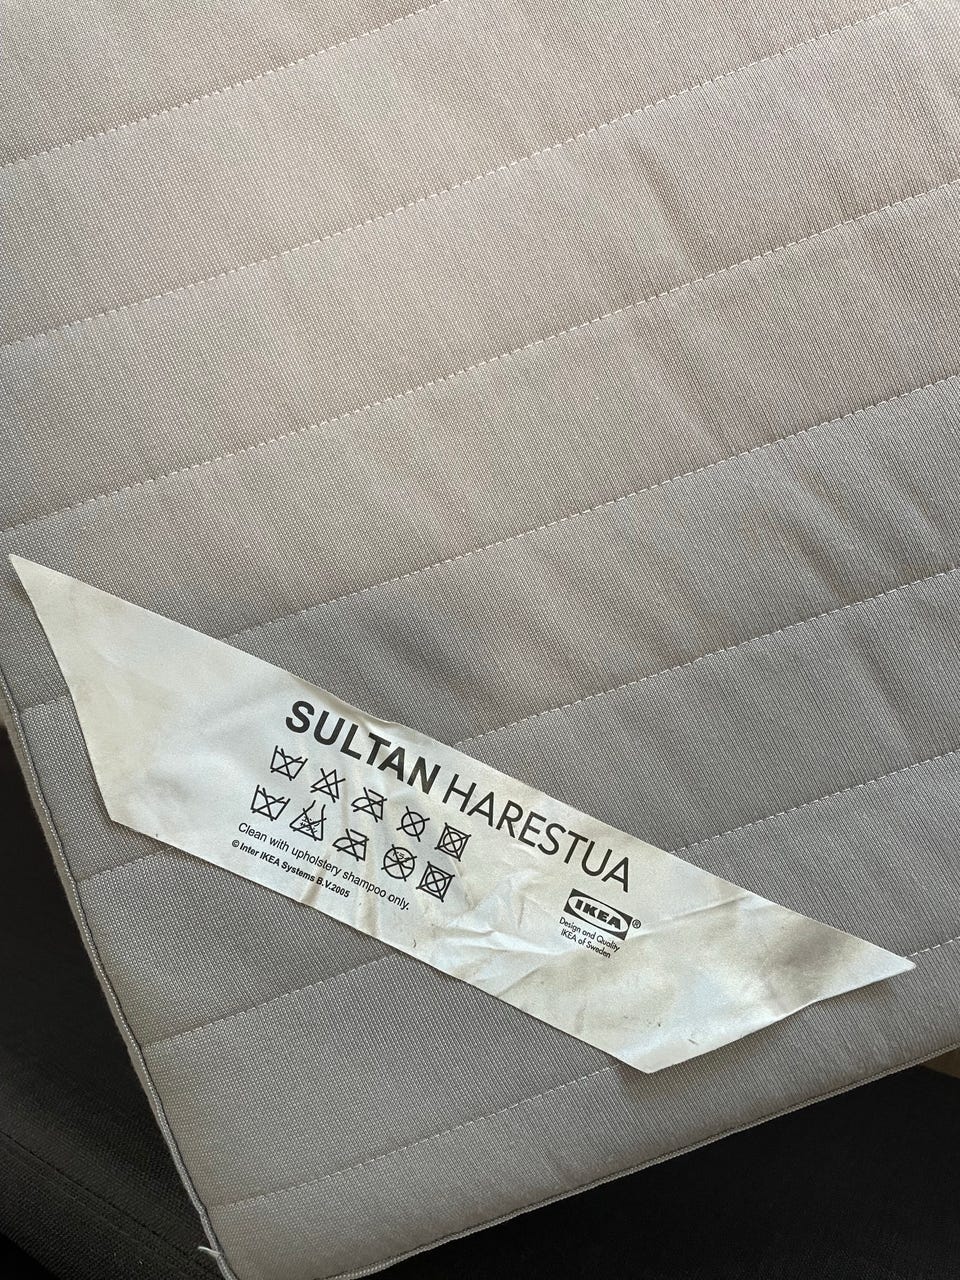 SULTAN HARESTUA
Clean with upholstery shampoo only.
© Inter IKEA Systems B.V.2005
IKEA®
Design and Quality
IKEA of Sweden